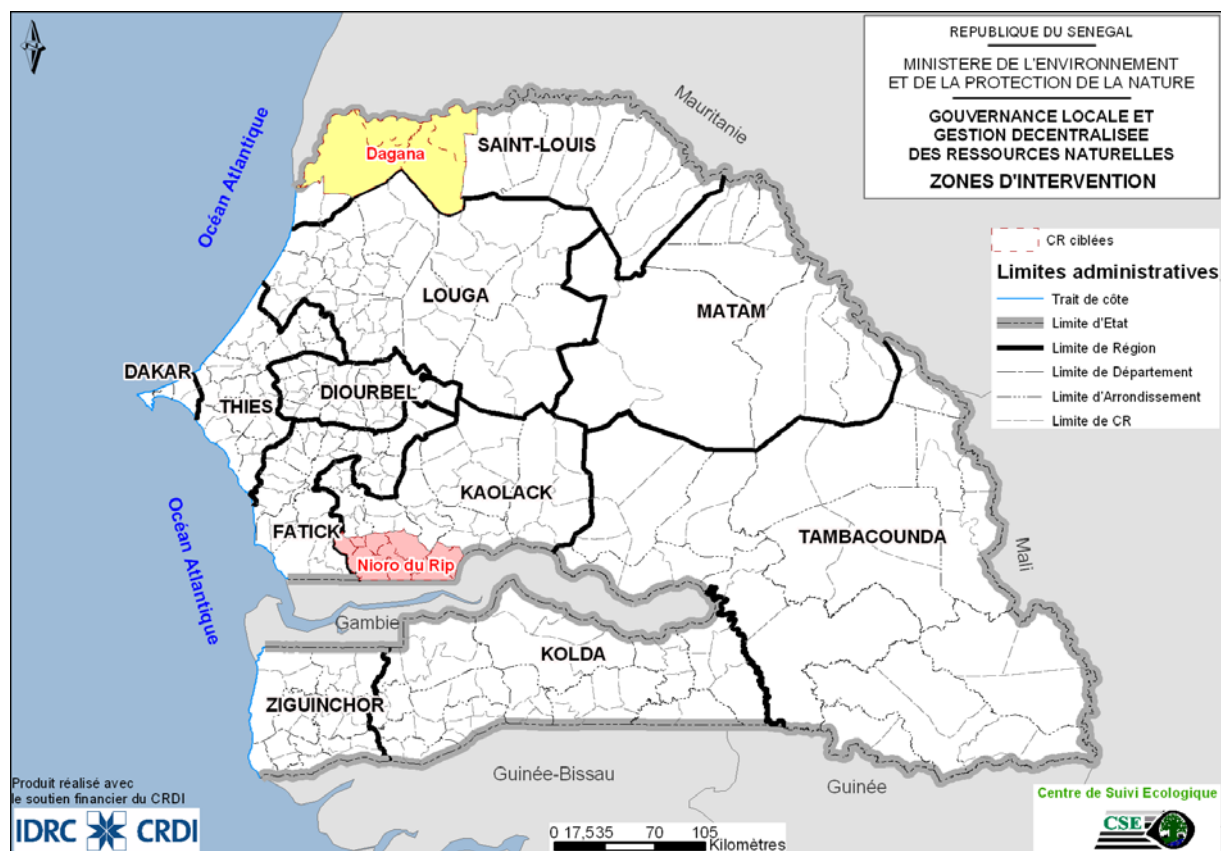 REPUBLIQUE DU SENEGAL
MINISTERE DE L'ENVIRONNEMENT
ET DE LA PROTECTION DE LA NATURE
GOUVERNANCE LOCALE ET
GESTION DECENTRALISEE
DES RESSOURCES NATURELLES
ZONES D'INTERVENTION
Mauritanie
Océan Atlantique
Dagana
SAINT-LOUIS
CR ciblées
Limites administratives
Trait de côte
Limite d'Etat
Limite de Région
Limite de Département
Limite d'Arrondissement
Limite de CR
LOUGA
MATAM
DAKAR
THIES
DIOURBEL
KAOLACK
Océan Atlantique
FATICK
TAMBACOUNDA
Mali
Nioro du Rip
Gambie
KOLDA
ZIGUINCHOR
Guinée-Bissau
Guinée
Produit réalisé avec
le soutien financier du CRDI
IDRC CRDI
0 17,535 70 105
Kilomètres
Centre de Suivi Ecologique
CSE